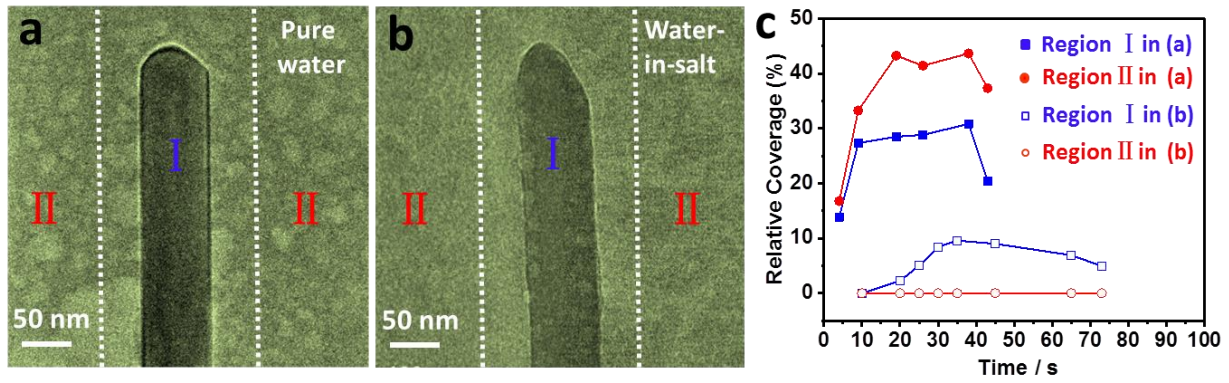 a
Pure
water
I
II
II
50 nm
b
Water-
in-salt
I
II
II
50 nm
c
Relative Coverage (%)
50
40
30
20
10
0
Region I in (a)
Region II in (a)
Region I in (b)
Region II in (b)
0 10 20 30 40 50 60 70 80 90 100
Time / s